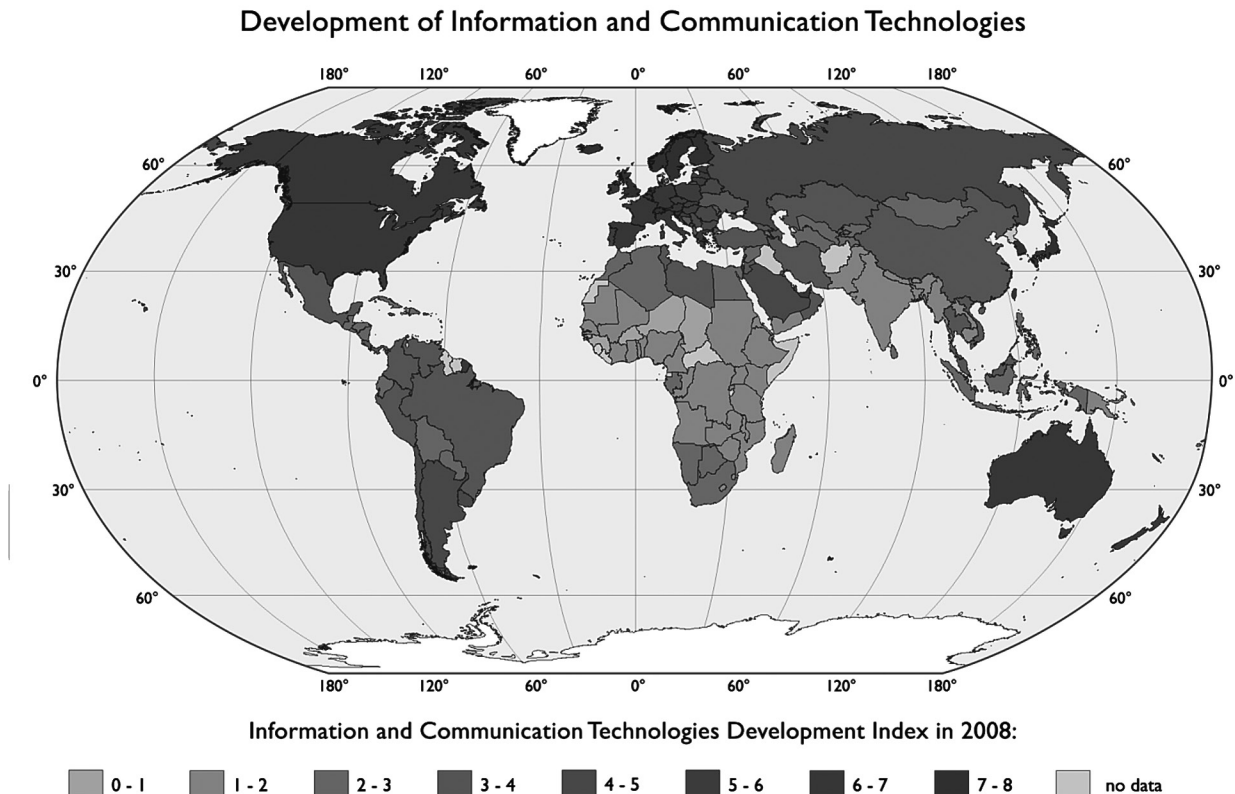 Development of Information and Communication Technologies
180° 120° 60° 0° 60° 120° 180°
60° 60°
30° 30°
0° 0°
30° 30°
60° 60°
180° 120° 60° 0° 60° 120° 180°
Information and Communication Technologies Development Index in 2008:
0 - 1 1 - 2 2 - 3 3 - 4 4 - 5 5 - 6 6 - 7 7 - 8 no data